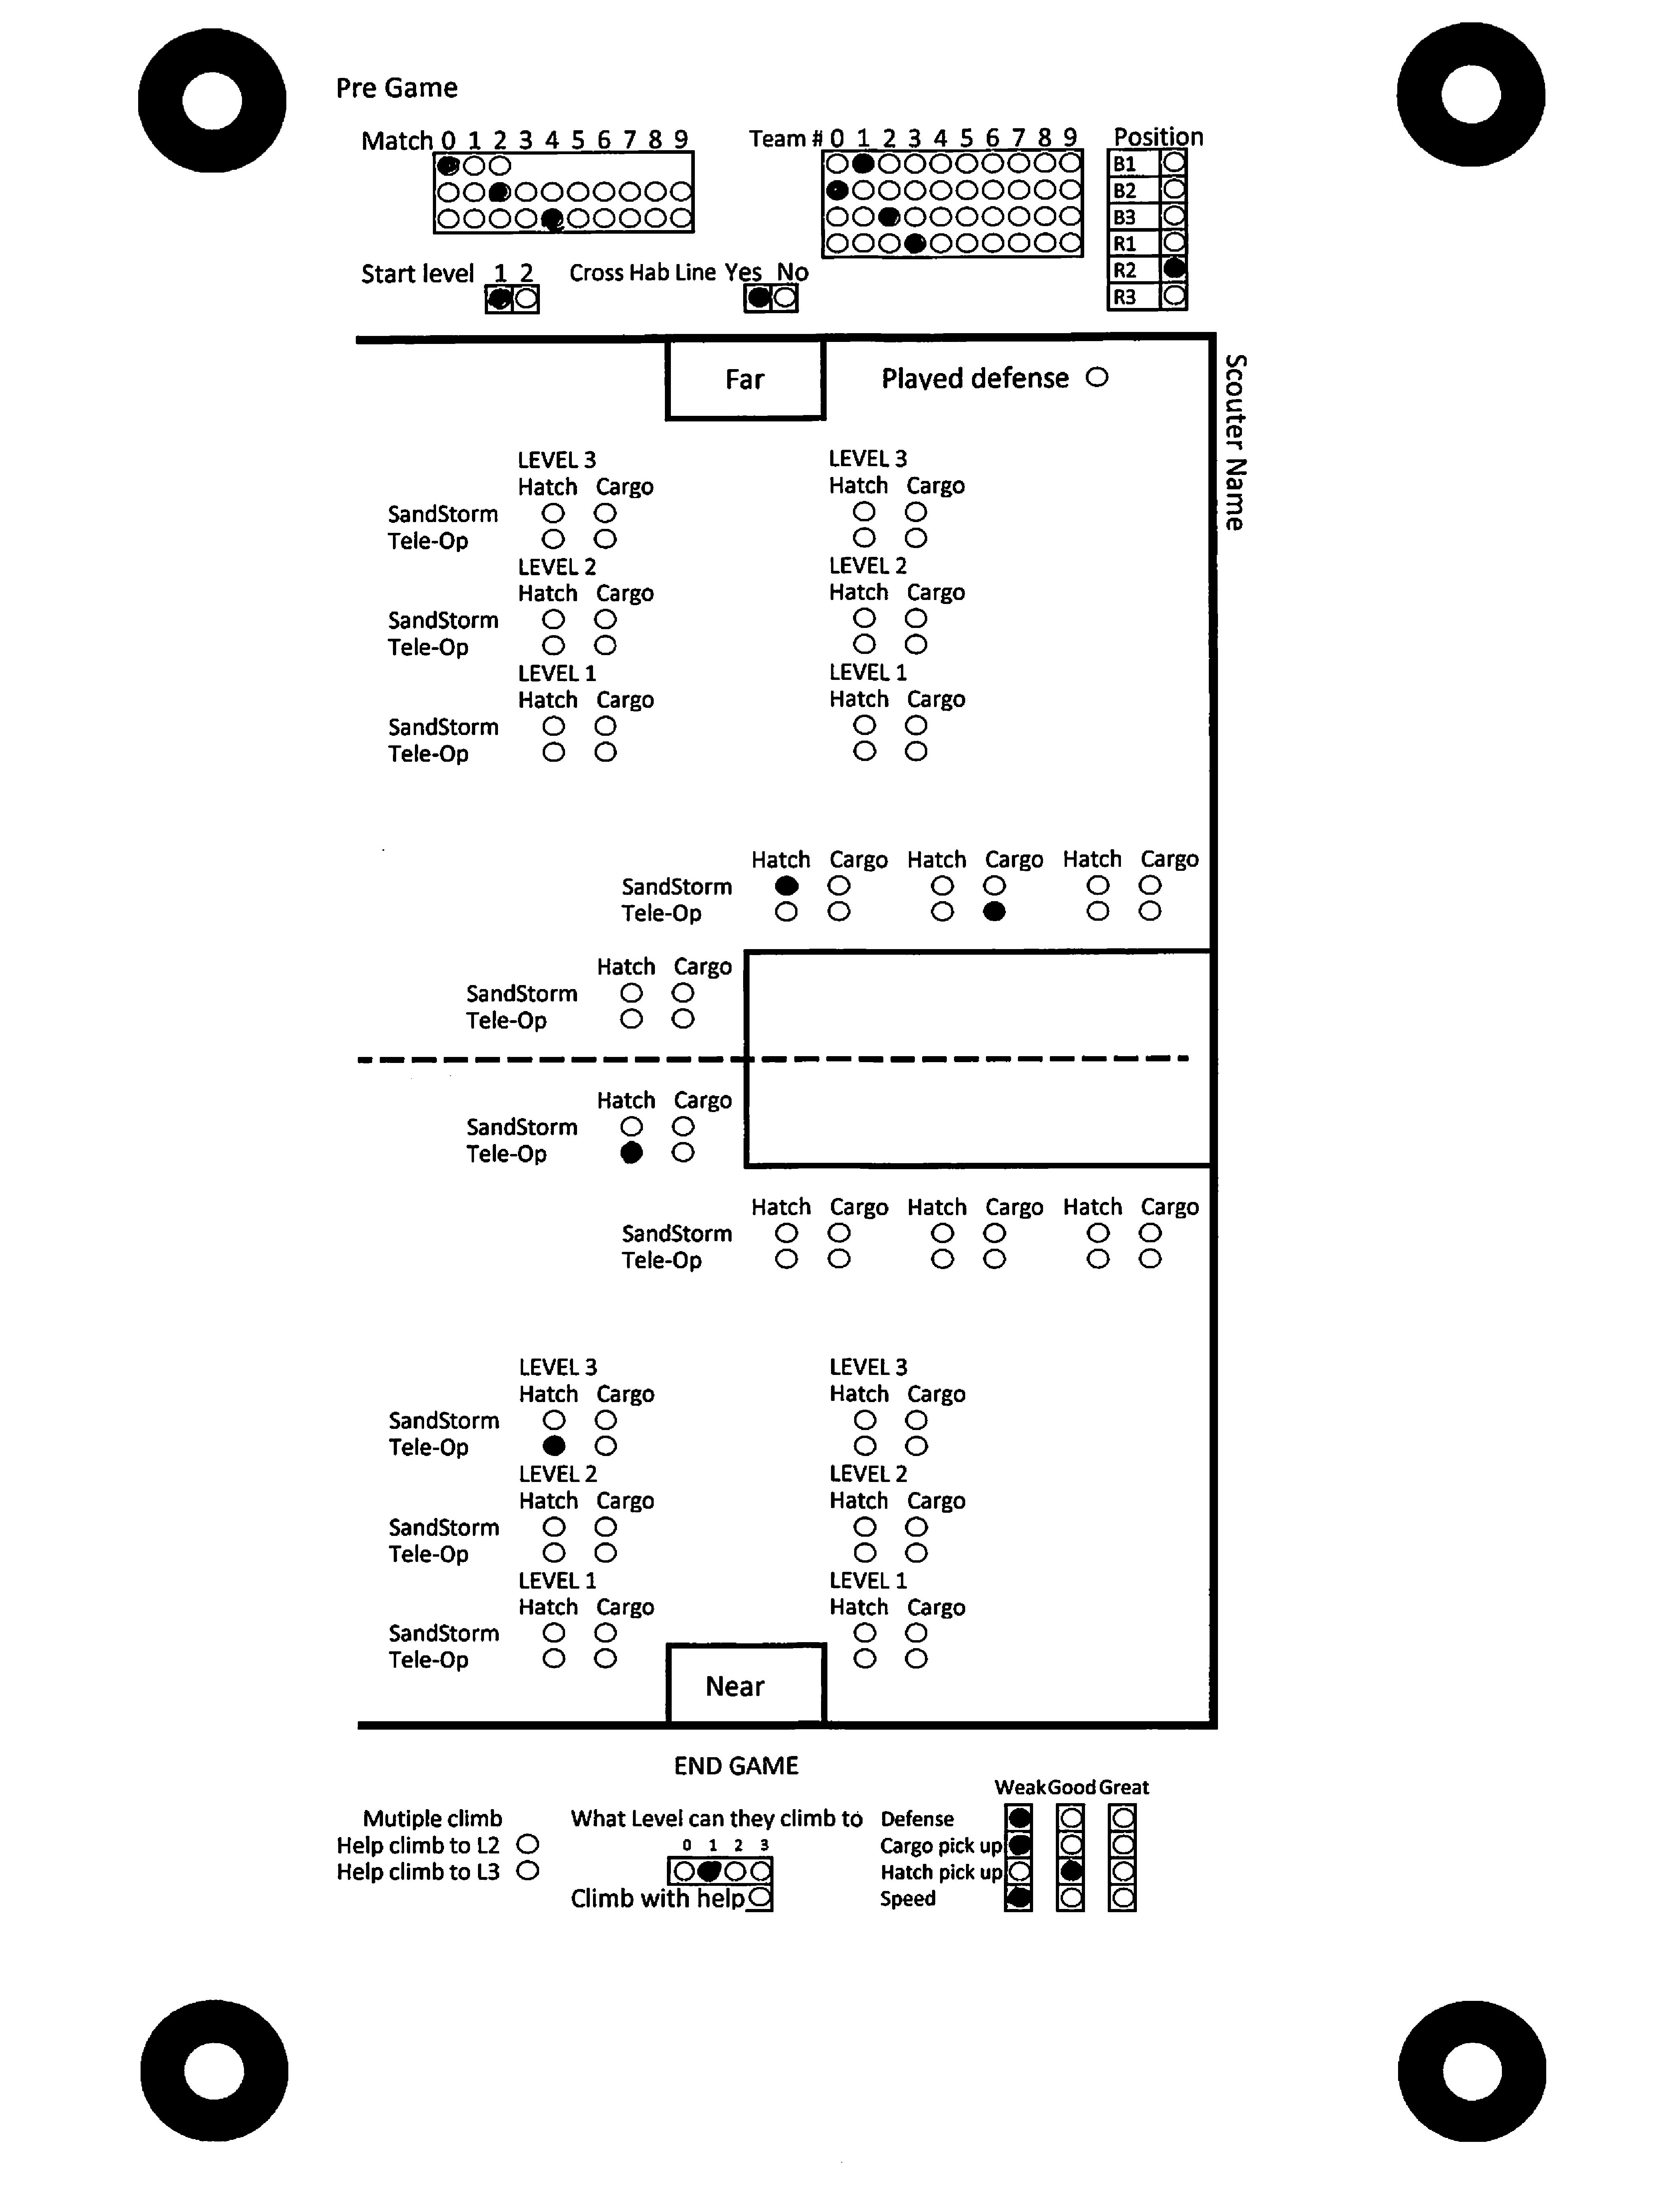 Pre Game
Match 0 1 2 3 4 5 6 7 8 9
Team # 0 1 2 3 4 5 6 7 8 9
Position
B1
B2
B3
R1
R2
R3
Start level 1 2
Cross Hab Line Yes No
Far
Plaved defense
Scouter Name
LEVEL 3 LEVEL 3
Hatch Cargo Hatch Cargo
SandStorm
Tele-Op
LEVEL 2 LEVEL 2
Hatch Cargo Hatch Cargo
SandStorm
Tele-Op
LEVEL 1 LEVEL 1
Hatch Cargo Hatch Cargo
SandStorm
Tele-Op
Hatch Cargo Hatch Cargo Hatch Cargo
SandStorm
Tele-Op
Hatch Cargo
SandStorm
Tele-Op
Hatch Cargo
SandStorm
Tele-Op
Hatch Cargo Hatch Cargo Hatch Cargo
SandStorm
Tele-Op
LEVEL 3 LEVEL 3
Hatch Cargo Hatch Cargo
SandStorm
Tele-Op
LEVEL 2 LEVEL 2
Hatch Cargo Hatch Cargo
SandStorm
Tele-Op
LEVEL 1 LEVEL 1
Hatch Cargo Hatch Cargo
SandStorm
Tele-Op
Near
END GAME
Mutiple climb
Help climb to L2
Help climb to L3
What Level can they climb to
0 1 2 3
Climb with help
Weak Good Great
Defense
Cargo pick up
Hatch pick up
Speed